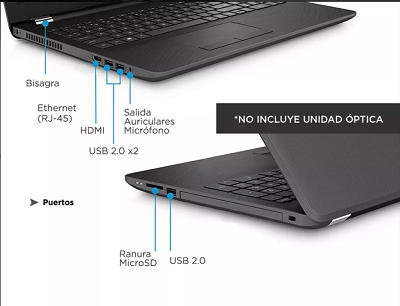 Bisagra
Ethernet
(RJ-45)
HDMI
Salida
Auriculares
Micrófono
USB 2.0 x2
*NO INCLUYE UNIDAD ÓPTICA
Puertos
Ranura
MicroSD
USB 2.0